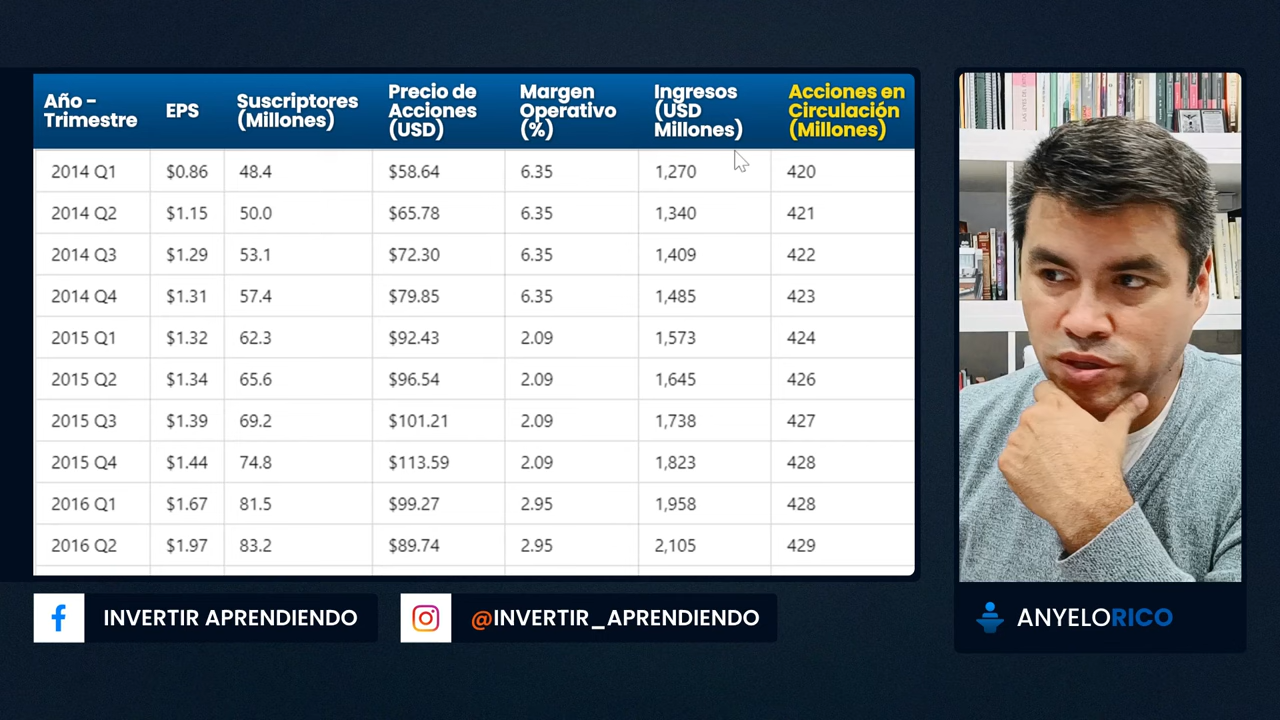 Año - Trimestre EPS Suscriptores (Millones) Precio de Acciones (USD) Margen Operativo (%) Ingresos (USD Millones) Acciones en Circulación (Millones)
2014 Q1 $0.86 48.4 $58.64 6.35 1,270 420
2014 Q2 $1.15 50.0 $65.78 6.35 1,340 421
2014 Q3 $1.29 53.1 $72.30 6.35 1,409 422
2014 Q4 $1.31 57.4 $79.85 6.35 1,485 423
2015 Q1 $1.32 62.3 $92.43 2.09 1,573 424
2015 Q2 $1.34 65.6 $96.54 2.09 1,645 426
2015 Q3 $1.39 69.2 $101.21 2.09 1,738 427
2015 Q4 $1.44 74.8 $113.59 2.09 1,823 428
2016 Q1 $1.67 81.5 $99.27 2.95 1,958 428
2016 Q2 $1.97 83.2 $89.74 2.95 2,105 429
INVERTIR APRENDIENDO
@INVERTIR_APRENDIENDO
ANYELORICO